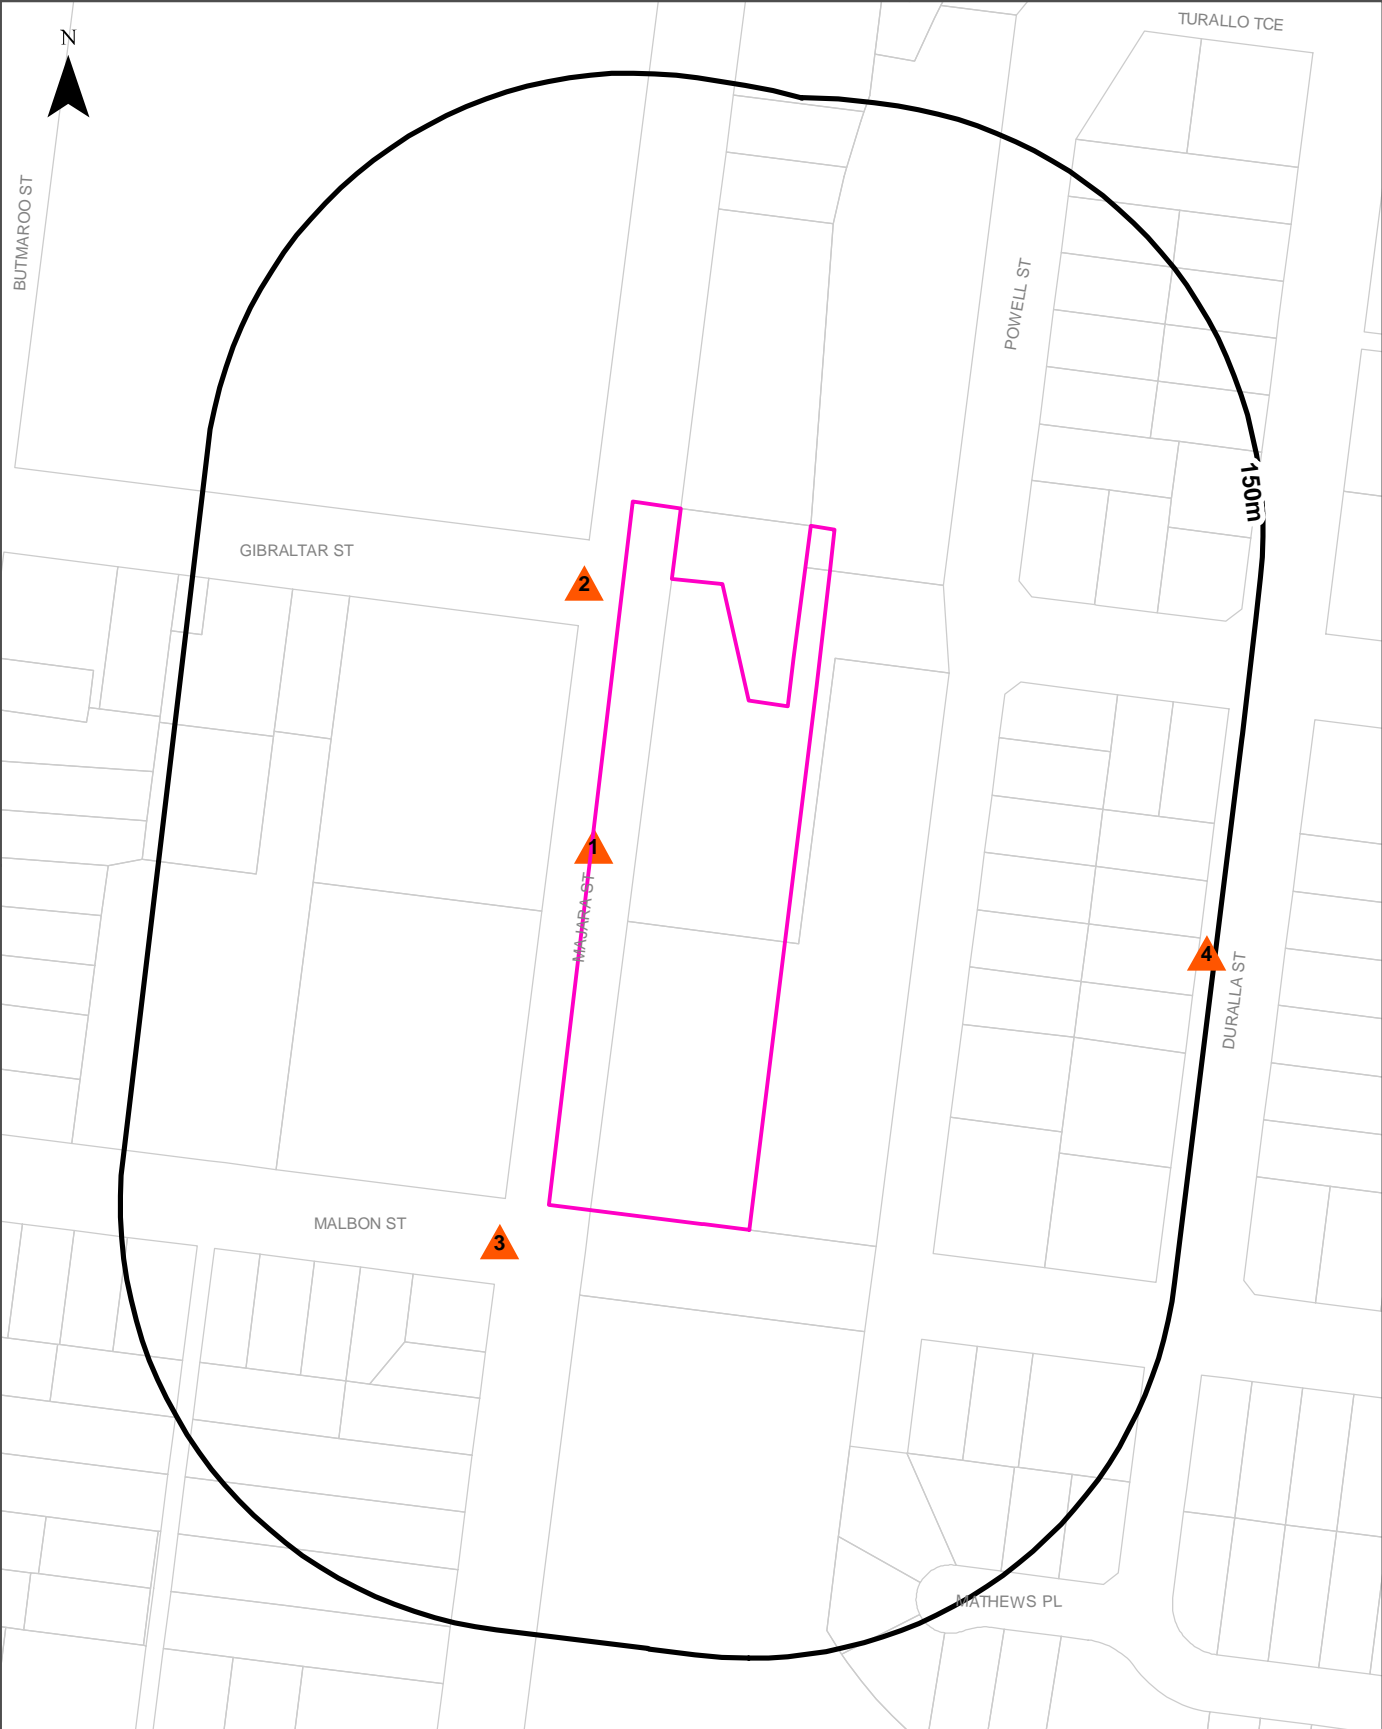 TURALLO TCE
N
BUTMAROO ST
POWELL ST
150m
GIBRALTAR ST
2
1
MAJARA ST
4
DURALLA ST
MALBON ST
3
MATHEWS PL